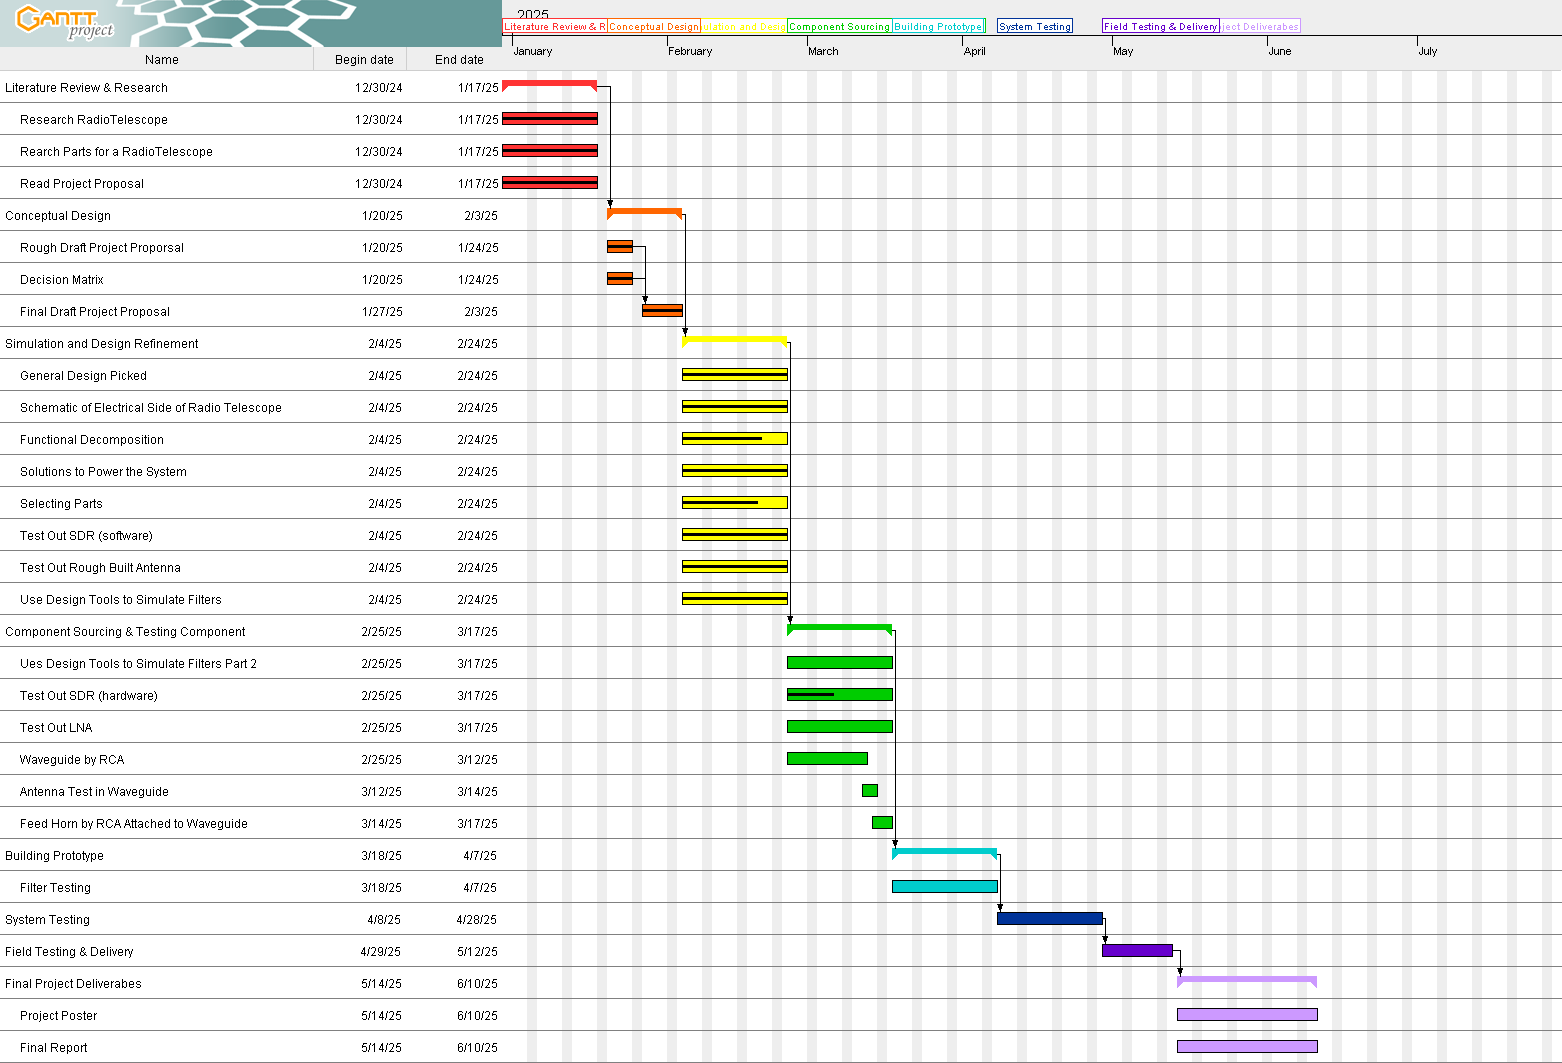 GANTT
project
2025
Literature Review & R
Conceptual Design
ulation and Desig
Component Sourcing
Building Prototype
System Testing
Field Testing & Delivery
ject Deliverabes
January February March April May June July
Name Begin date End date
Literature Review & Research 12/30/24 1/17/25
Research RadioTelescope 12/30/24 1/17/25
Rearch Parts for a RadioTelescope 12/30/24 1/17/25
Read Project Proposal 12/30/24 1/17/25
Conceptual Design 1/20/25 2/3/25
Rough Draft Project Proporsal 1/20/25 1/24/25
Decision Matrix 1/20/25 1/24/25
Final Draft Project Proposal 1/27/25 2/3/25
Simulation and Design Refinement 2/4/25 2/24/25
General Design Picked 2/4/25 2/24/25
Schematic of Electrical Side of Radio Telescope 2/4/25 2/24/25
Functional Decomposition 2/4/25 2/24/25
Solutions to Power the System 2/4/25 2/24/25
Selecting Parts 2/4/25 2/24/25
Test Out SDR (software) 2/4/25 2/24/25
Test Out Rough Built Antenna 2/4/25 2/24/25
Use Design Tools to Simulate Filters 2/4/25 2/24/25
Component Sourcing & Testing Component 2/25/25 3/17/25
Ues Design Tools to Simulate Filters Part 2 2/25/25 3/17/25
Test Out SDR (hardware) 2/25/25 3/17/25
Test Out LNA 2/25/25 3/17/25
Waveguide by RCA 2/25/25 3/12/25
Antenna Test in Waveguide 3/12/25 3/14/25
Feed Horn by RCA Attached to Waveguide 3/14/25 3/17/25
Building Prototype 3/18/25 4/7/25
Filter Testing 3/18/25 4/7/25
System Testing 4/8/25 4/28/25
Field Testing & Delivery 4/29/25 5/12/25
Final Project Deliverabes 5/14/25 6/10/25
Project Poster 5/14/25 6/10/25
Final Report 5/14/25 6/10/25